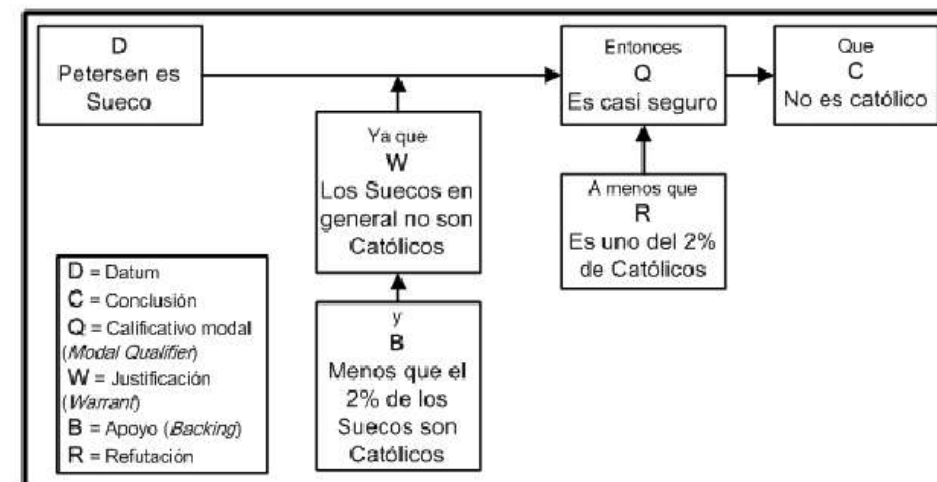 D
Petersen es
Sueco
Entonces
Q
Es casi seguro
Que
C
No es católico
Ya que
W
Los Suecos en
general no son
Católicos
A menos que
R
Es uno del 2%
de Católicos
y
B
Menos que el
2% de los
Suecos son
Católicos
D = Datum
C = Conclusión
Q = Calificativo modal
(Modal Qualifier)
W = Justificación
(Warrant)
B = Apoyo (Backing)
R = Refutación